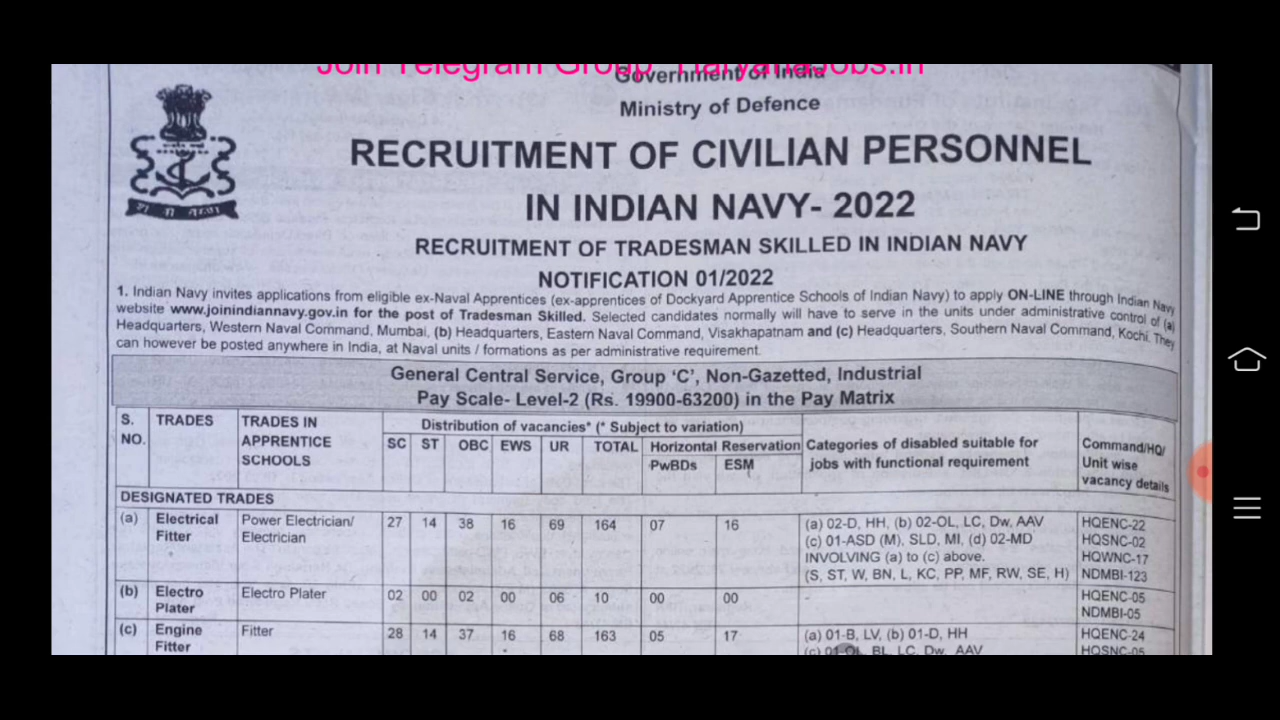 Join Telegram Group HaryanaJobs.in
Government of India
Ministry of Defence
RECRUITMENT OF CIVILIAN PERSONNEL
IN INDIAN NAVY- 2022
RECRUITMENT OF TRADESMAN SKILLED IN INDIAN NAVY
NOTIFICATION 01/2022
1. Indian Navy invites applications from eligible ex-Naval Apprentices (ex-apprentices of Dockyard Apprentice Schools of Indian Navy) to apply ON-LINE through Indian Navy
website www.joinindiannavy.gov.in for the post of Tradesman Skilled. Selected candidates normally will have to serve in the units under administrative control of (a)
Headquarters, Western Naval Command, Mumbai, (b) Headquarters, Eastern Naval Command, Visakhapatnam and (c) Headquarters, Southern Naval Command, Kochi. They
can however be posted anywhere in India, at Naval units / formations as per administrative requirement.
General Central Service, Group ‘C’, Non-Gazetted, Industrial
Pay Scale- Level-2 (Rs. 19900-63200) in the Pay Matrix
S. NO. TRADES TRADES IN APPRENTICE SCHOOLS Distribution of vacancies* (* Subject to variation) Categories of disabled suitable for jobs with functional requirement Command/HQ/ Unit wise vacancy details
SC ST OBC EWS UR TOTAL Horizontal Reservation
PwBDs ESM
DESIGNATED TRADES
(a) Electrical Power Electrician/ 27 14 38 16 69 164 07 16 (a) 02-D, HH, (b) 02-OL, LC, Dw, AAV HQENC-22
Fitter Electrician (c) 01-ASD (M), SLD, MI, (d) 02-MD HQSNC-02
INVOLVING (a) to (c) above. HQWNC-17
(S, ST, W, BN, L, KC, PP, MF, RW, SE, H) NDMBI-123
(b) Electro Electro Plater 02 00 02 00 06 10 00 00 HQENC-05
Plater NDMBI-05
(c) Engine Fitter 28 14 37 16 68 163 05 17 (a) 01-B, LV, (b) 01-D, HH HQENC-24
Fitter (c) 01-OL, BL, LC, Dw, AAV HQSNC-05